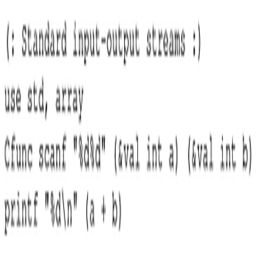 (: Standard input-output streams :)
use std, array
Cfunc scanf "%d%d" (&val int a) (&val int b)
printf "%d\n" (a + b)